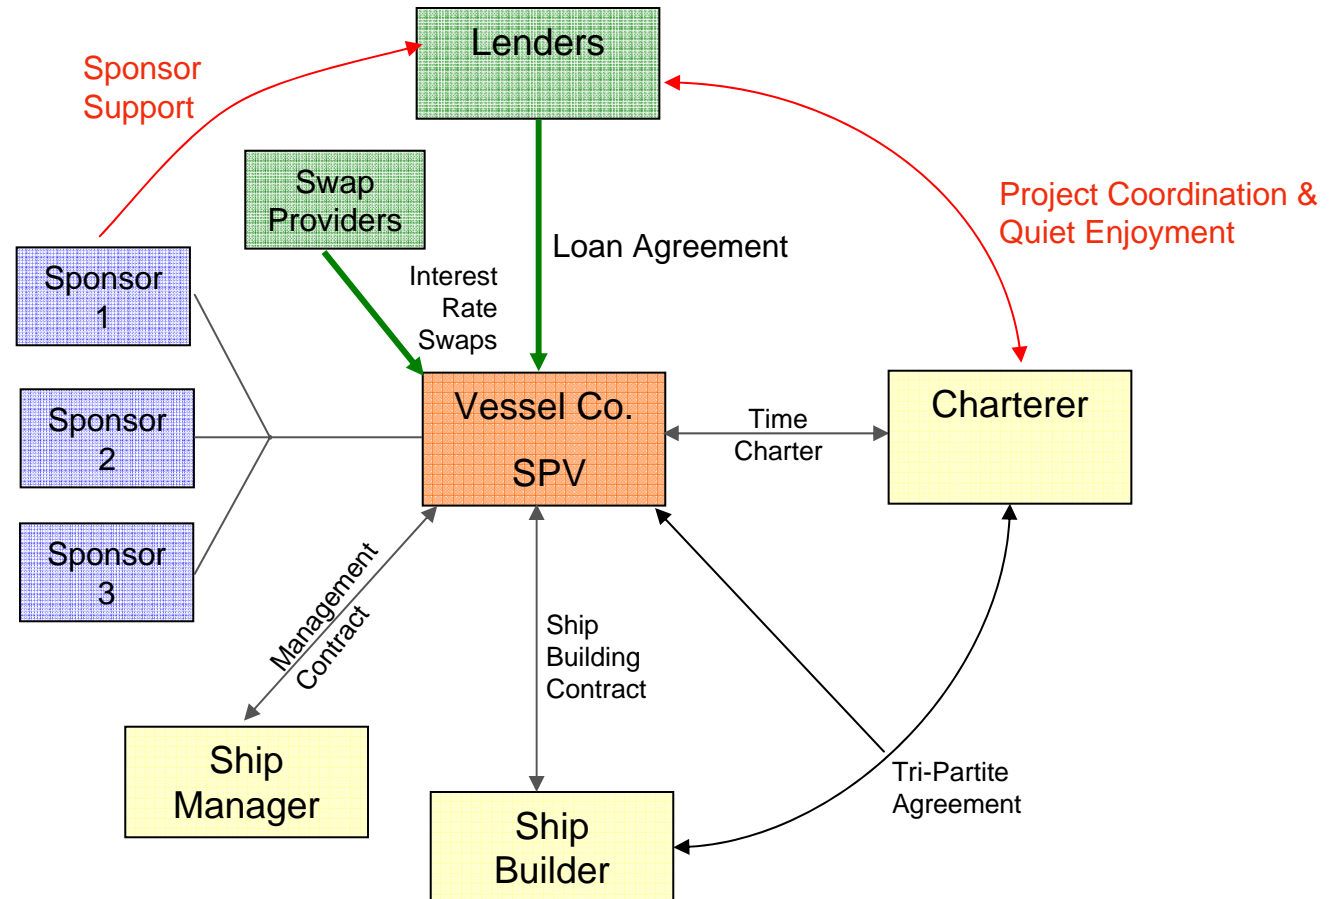 Lenders
Sponsor
Support
Swap
Providers
Project Coordination &
Quiet Enjoyment
Loan Agreement
Interest
Rate
Swaps
Sponsor
1
Sponsor
2
Sponsor
3
Vessel Co.
SPV
Time
Charter
Charterer
Management
Contract
Ship
Building
Contract
Tri-Partite
Agreement
Ship
Manager
Ship
Builder